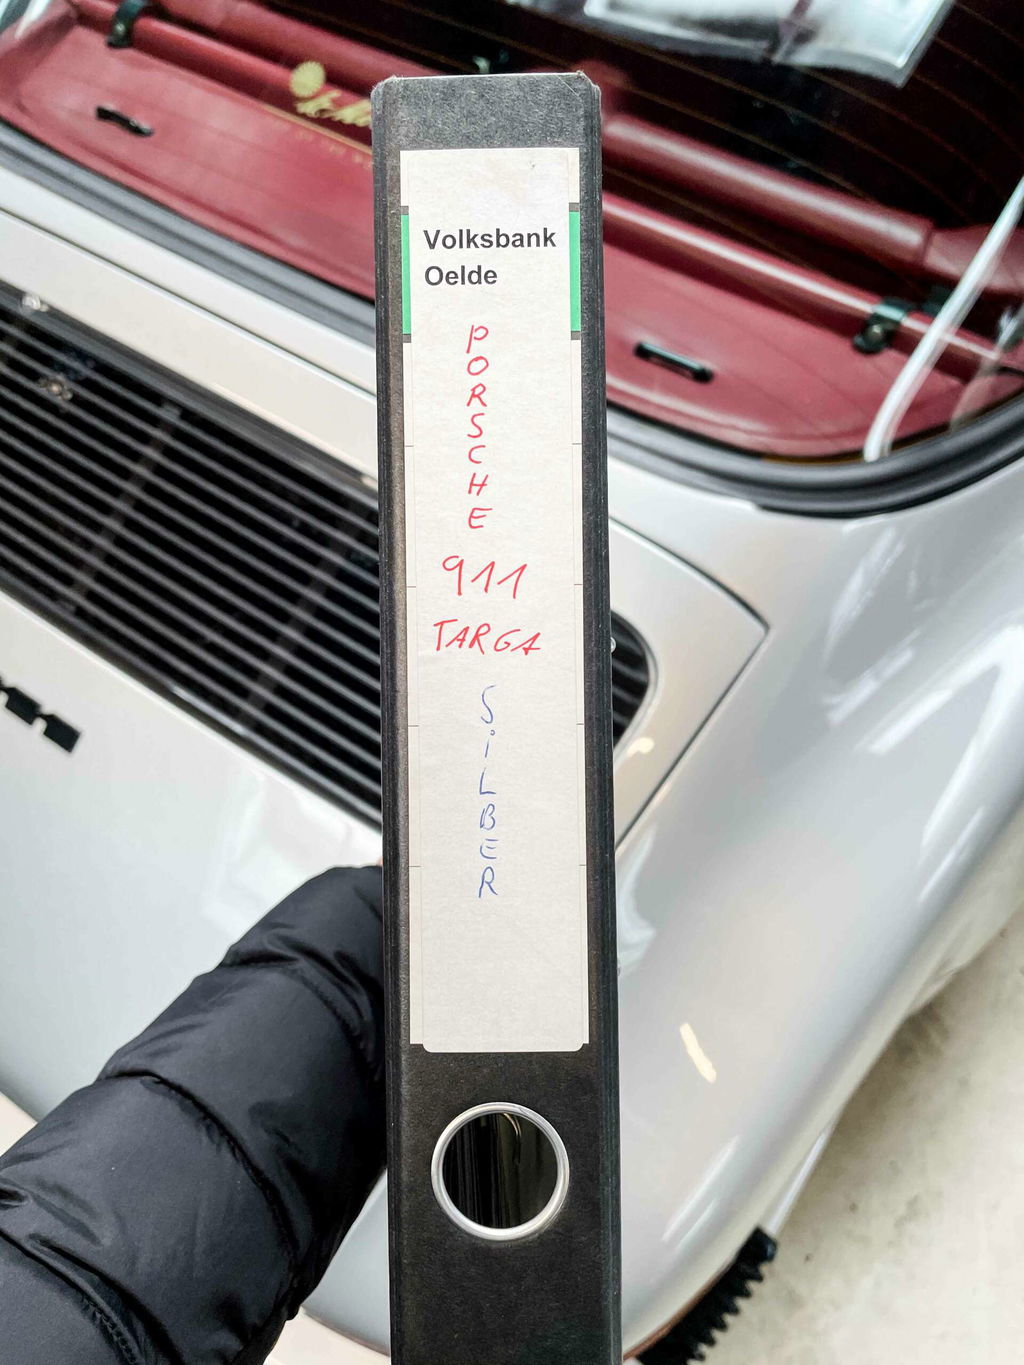 Volksbank
Oelde
PORSCHE
911
TARGA
SiLBER